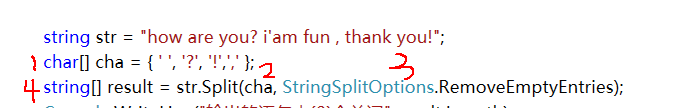 string str = "how are you? i'am fun , thank you!";
1 char[] cha = { ' ', '?', '!',',' }; 2 3
4 string[] result = str.Split(cha, StringSplitOptions.RemoveEmptyEntries);